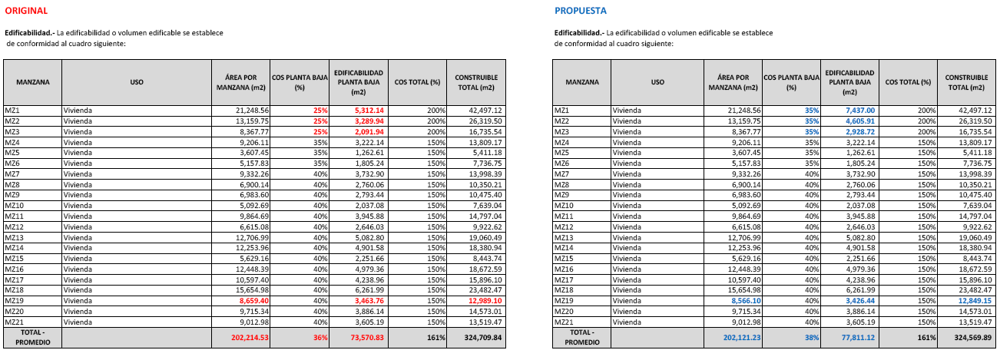 ORIGINAL
Edificabilidad.- La edificabilidad o volumen edificable se establece
de conformidad al cuadro siguiente:
MANZANA USO ÁREA POR MANZANA (m2) COS PLANTA BAJA (%) EDIFICABILIDAD PLANTA BAJA (m2) COS TOTAL (%) CONSTRUIBLE TOTAL (m2)
MZ1 Vivienda 21,248.56 25% 5,312.14 200% 42,497.12
MZ2 Vivienda 13,159.75 25% 3,289.94 200% 26,319.50
MZ3 Vivienda 8,367.77 25% 2,091.94 200% 16,735.54
MZ4 Vivienda 9,206.11 35% 3,222.14 150% 13,809.17
MZ5 Vivienda 3,607.45 35% 1,262.61 150% 5,411.18
MZ6 Vivienda 5,157.83 35% 1,805.24 150% 7,736.75
MZ7 Vivienda 9,332.26 40% 3,732.90 150% 13,998.39
MZ8 Vivienda 6,900.14 40% 2,760.06 150% 10,350.21
MZ9 Vivienda 6,983.60 40% 2,793.44 150% 10,475.40
MZ10 Vivienda 5,092.69 40% 2,037.08 150% 7,639.04
MZ11 Vivienda 9,864.69 40% 3,945.88 150% 14,797.04
MZ12 Vivienda 6,615.08 40% 2,646.03 150% 9,922.62
MZ13 Vivienda 12,706.99 40% 5,082.80 150% 19,060.49
MZ14 Vivienda 12,253.96 40% 4,901.58 150% 18,380.94
MZ15 Vivienda 5,629.16 40% 2,251.66 150% 8,443.74
MZ16 Vivienda 12,448.39 40% 4,979.36 150% 18,672.59
MZ17 Vivienda 10,597.40 40% 4,238.96 150% 15,896.10
MZ18 Vivienda 15,654.98 40% 6,261.99 150% 23,482.47
MZ19 Vivienda 8,659.40 40% 3,463.76 150% 12,989.10
MZ20 Vivienda 9,715.34 40% 3,886.14 150% 14,573.01
MZ21 Vivienda 9,012.98 40% 3,605.19 150% 13,519.47
TOTAL - PROMEDIO 202,214.53 36% 73,570.83 161% 324,709.84
PROPUESTA
Edificabilidad.- La edificabilidad o volumen edificable se establece
de conformidad al cuadro siguiente:
MANZANA USO ÁREA POR MANZANA (m2) COS PLANTA BAJA (%) EDIFICABILIDAD PLANTA BAJA (m2) COS TOTAL (%) CONSTRUIBLE TOTAL (m2)
MZ1 Vivienda 21,248.56 35% 7,437.00 200% 42,497.12
MZ2 Vivienda 13,159.75 35% 4,605.91 200% 26,319.50
MZ3 Vivienda 8,367.77 35% 2,928.72 200% 16,735.54
MZ4 Vivienda 9,206.11 35% 3,222.14 150% 13,809.17
MZ5 Vivienda 3,607.45 35% 1,262.61 150% 5,411.18
MZ6 Vivienda 5,157.83 35% 1,805.24 150% 7,736.75
MZ7 Vivienda 9,332.26 40% 3,732.90 150% 13,998.39
MZ8 Vivienda 6,900.14 40% 2,760.06 150% 10,350.21
MZ9 Vivienda 6,983.60 40% 2,793.44 150% 10,475.40
MZ10 Vivienda 5,092.69 40% 2,037.08 150% 7,639.04
MZ11 Vivienda 9,864.69 40% 3,945.88 150% 14,797.04
MZ12 Vivienda 6,615.08 40% 2,646.03 150% 9,922.62
MZ13 Vivienda 12,706.99 40% 5,082.80 150% 19,060.49
MZ14 Vivienda 12,253.96 40% 4,901.58 150% 18,380.94
MZ15 Vivienda 5,629.16 40% 2,251.66 150% 8,443.74
MZ16 Vivienda 12,448.39 40% 4,979.36 150% 18,672.59
MZ17 Vivienda 10,597.40 40% 4,238.96 150% 15,896.10
MZ18 Vivienda 15,654.98 40% 6,261.99 150% 23,482.47
MZ19 Vivienda 8,566.10 40% 3,426.44 150% 12,849.15
MZ20 Vivienda 9,715.34 40% 3,886.14 150% 14,573.01
MZ21 Vivienda 9,012.98 40% 3,605.19 150% 13,519.47
TOTAL - PROMEDIO 202,121.23 38% 77,811.12 161% 324,569.89